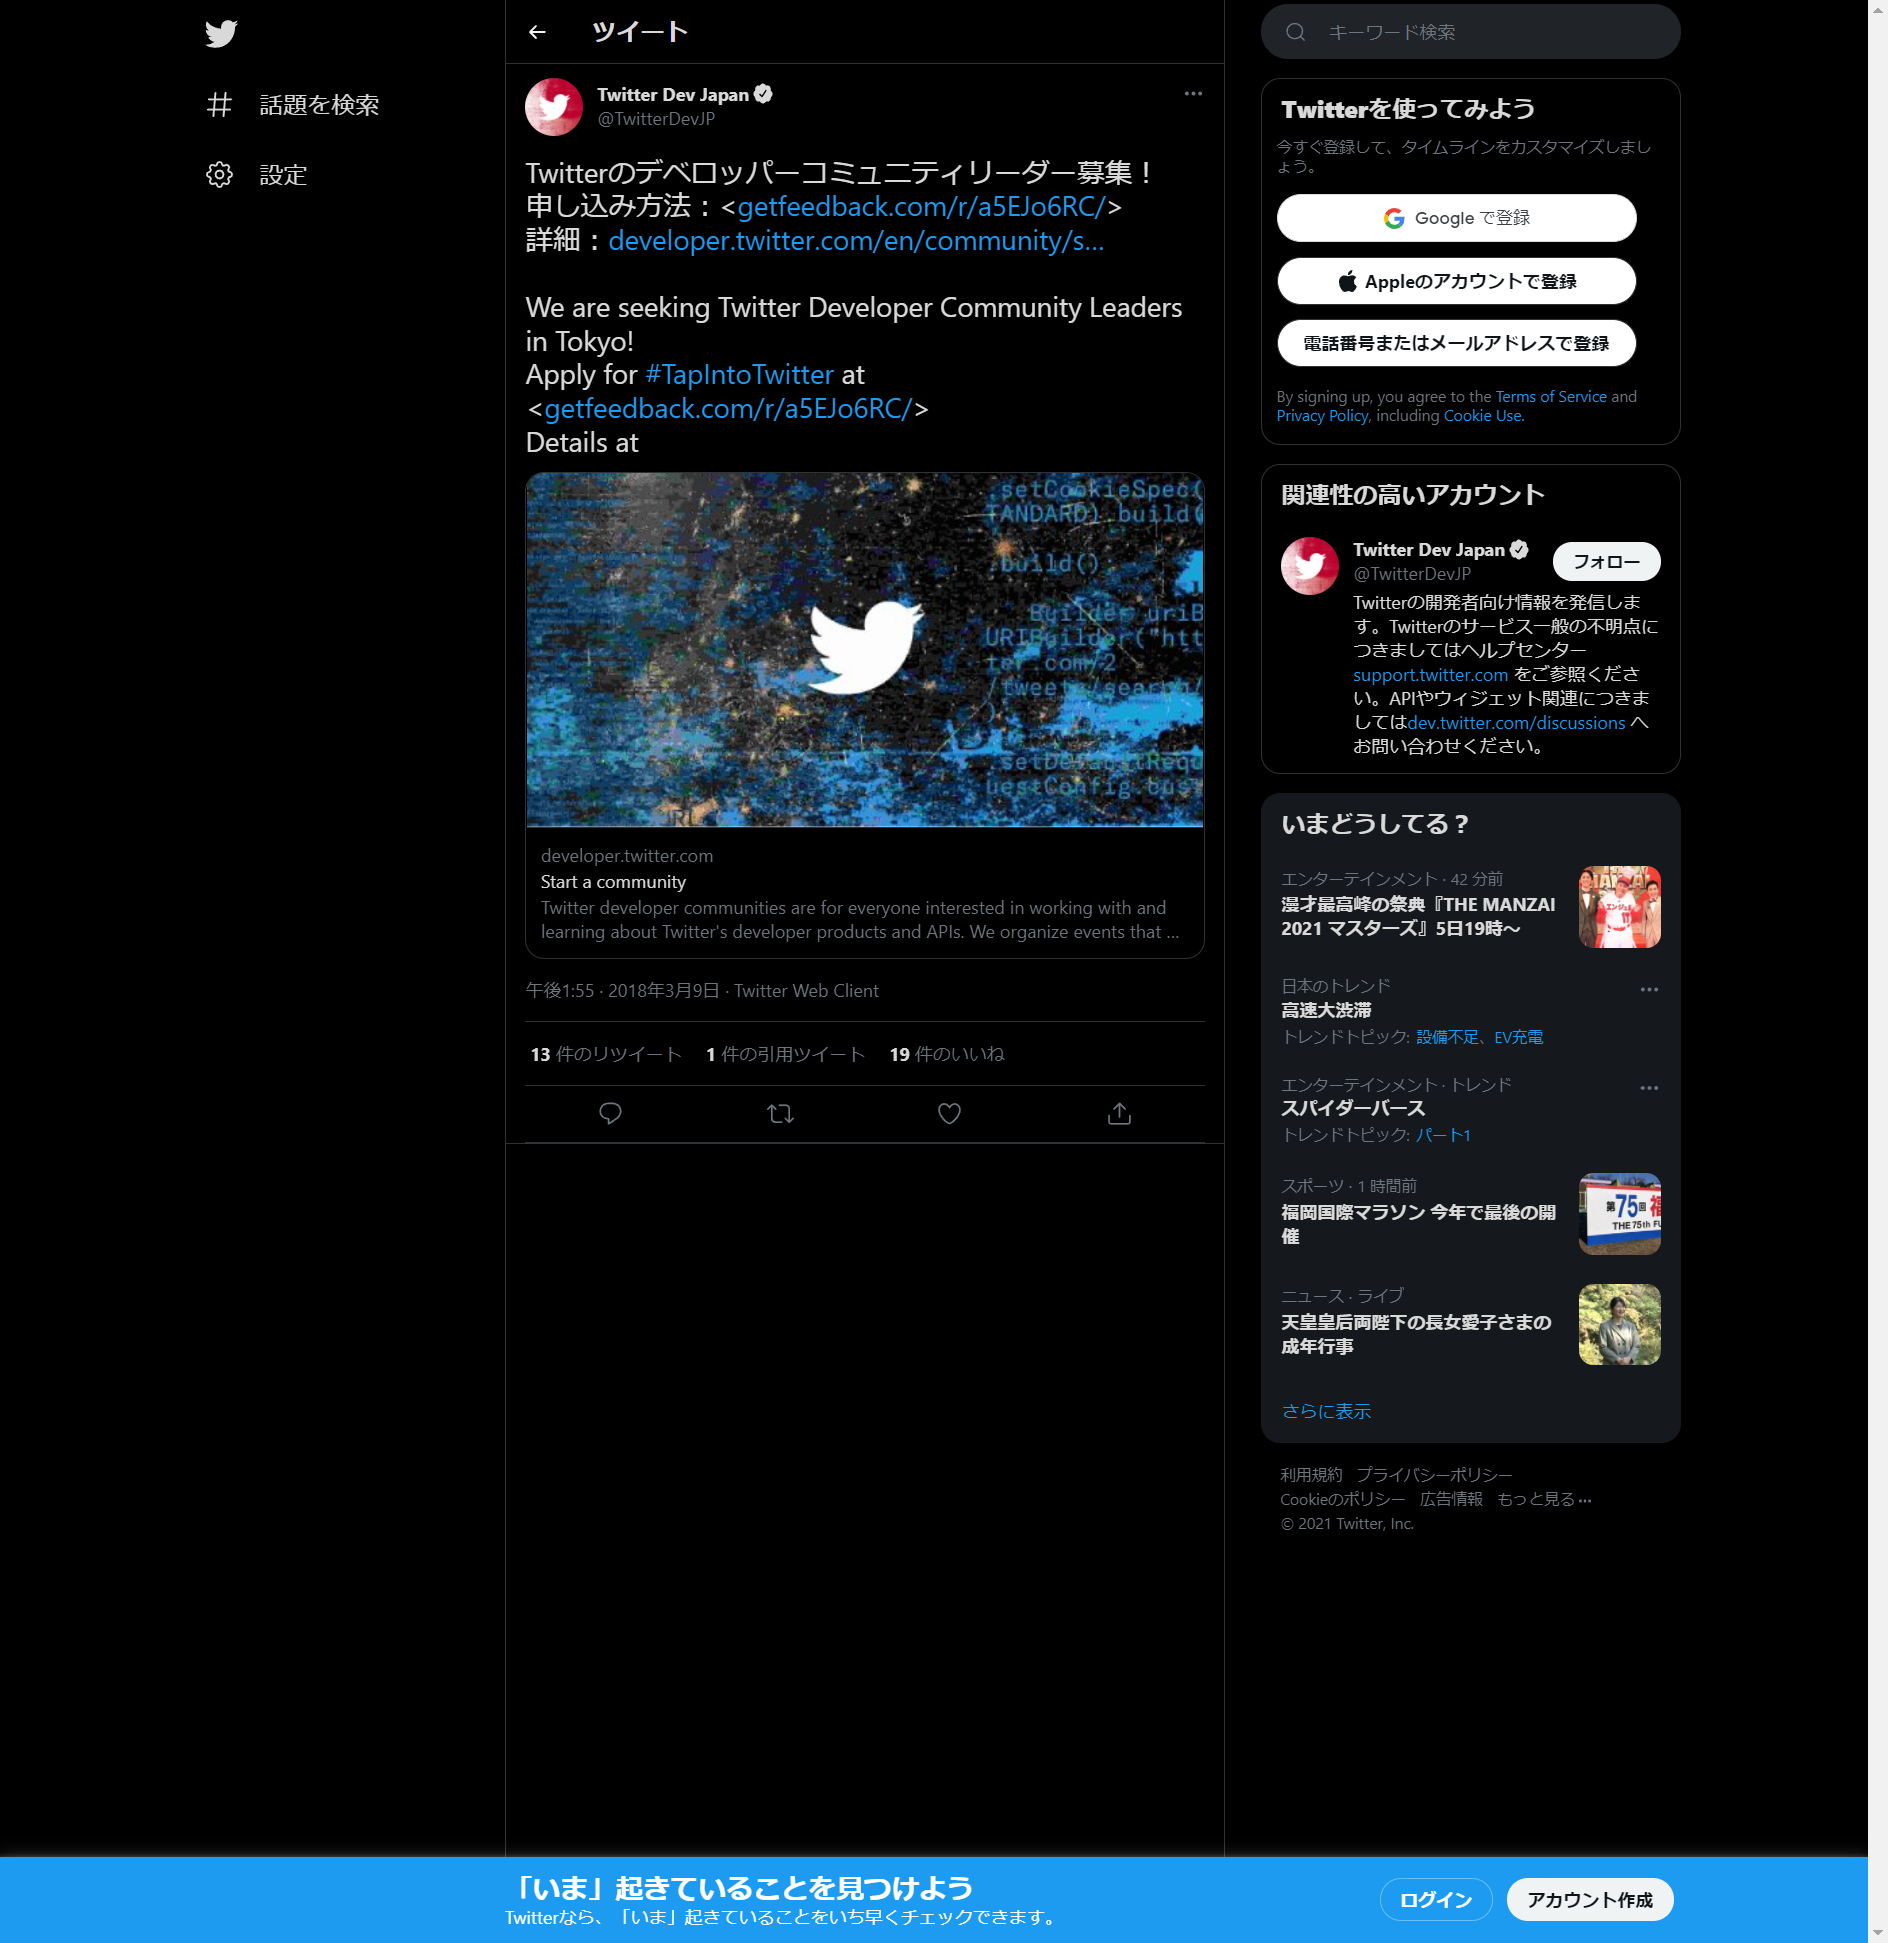 ツイート
話題を検索
設定
Twitter Dev Japan
@TwitterDevJP
Twitterのデベロッパーコミュニティリーダー募集！
申し込み方法：<getfeedback.com/r/a5EJo6RC/>
詳細：developer.twitter.com/en/community/s…
We are seeking Twitter Developer Community Leaders
in Tokyo!
Apply for #TapIntoTwitter at
<getfeedback.com/r/a5EJo6RC/>
Details at
.setCookieSpec(
TANDARD).build(
.build()
Builder uriB
URIBuilder("htt
ter.com/2
/tweets/search/
.setDefaultRequ
uestConfig.cust
developer.twitter.com
Start a community
Twitter developer communities are for everyone interested in working with and
learning about Twitter's developer products and APIs. We organize events that ...
午後1:55 · 2018年3月9日 · Twitter Web Client
13 件のリツイート 1 件の引用ツイート 19 件のいいね
キーワード検索
Twitterを使ってみよう
今すぐ登録して、タイムラインをカスタマイズしまし
ょう。
Google で登録
Appleのアカウントで登録
電話番号またはメールアドレスで登録
By signing up, you agree to the Terms of Service and
Privacy Policy, including Cookie Use.
関連性の高いアカウント
Twitter Dev Japan
@TwitterDevJP
フォロー
Twitterの開発者向け情報を発信しま
す。Twitterのサービス一般の不明点に
つきましてはヘルプセンター
support.twitter.com をご参照くださ
い。APIやウィジェット関連につきま
してはdev.twitter.com/discussions へ
お問い合わせください。
いまどうしてる？
エンターテインメント · 42 分前
漫才最高峰の祭典『THE MANZAI
2021 マスターズ』5日19時～
日本のトレンド
高速大渋滞
トレンドトピック: 設備不足、EV充電
エンターテインメント · トレンド
スパイダーバース
トレンドトピック: パート1
スポーツ · 1 時間前
福岡国際マラソン 今年で最後の開
催
第75回福
THE 75th FU
ニュース · ライブ
天皇皇后両陛下の長女愛子さまの
成年行事
さらに表示
利用規約 プライバシーポリシー
Cookieのポリシー 広告情報 もっと見る
© 2021 Twitter, Inc.
「いま」起きていることを見つけよう
Twitterなら、「いま」起きていることをいち早くチェックできます。
ログイン
アカウント作成